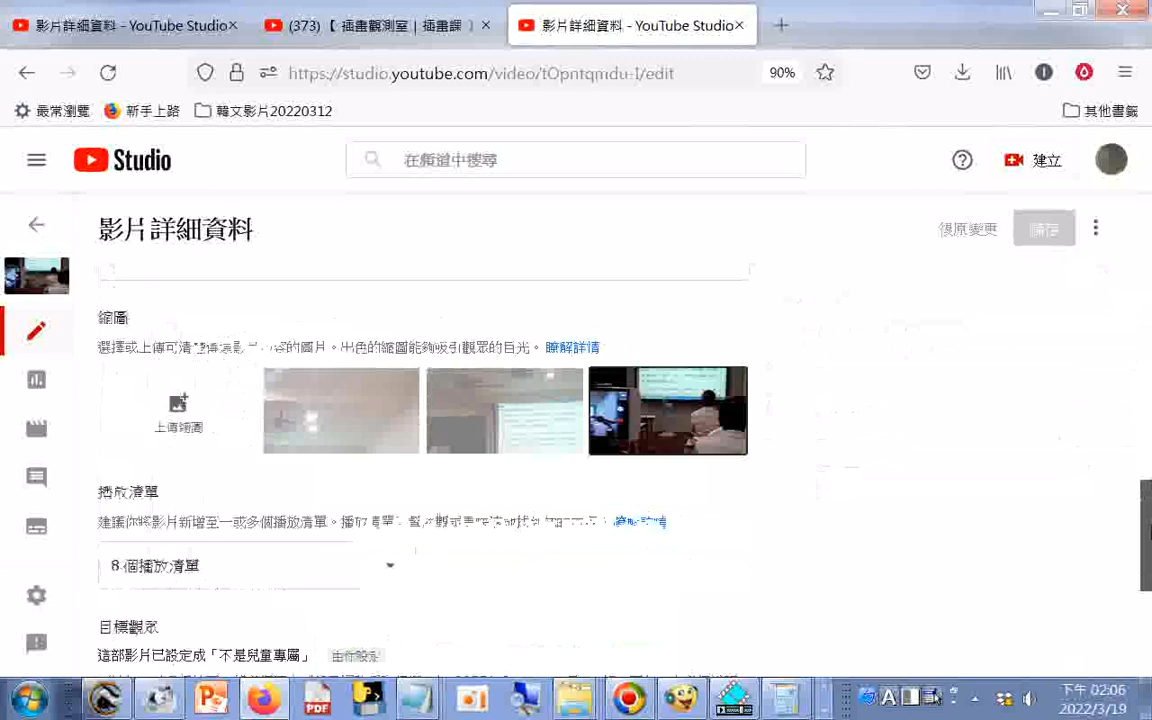 影片詳細資料 - YouTube Studio
(373)【 插畫觀測室 | 插畫課 】
影片詳細資料 - YouTube Studio
90%
最常瀏覽
新手上路
韓文影片20220312
其他書籤
Studio
在頻道中搜尋
建立
影片詳細資料
復原變更
儲存
縮圖
出色的縮圖能夠吸引觀眾的目光。 瞭解詳情
上傳縮圖
播放清單
建議你將影片新增至一或多個播放清單。
8 個播放清單
目標觀眾
這部影片已設定成「不是兒童專屬」
由你設定
下午 02:06
2022/3/19